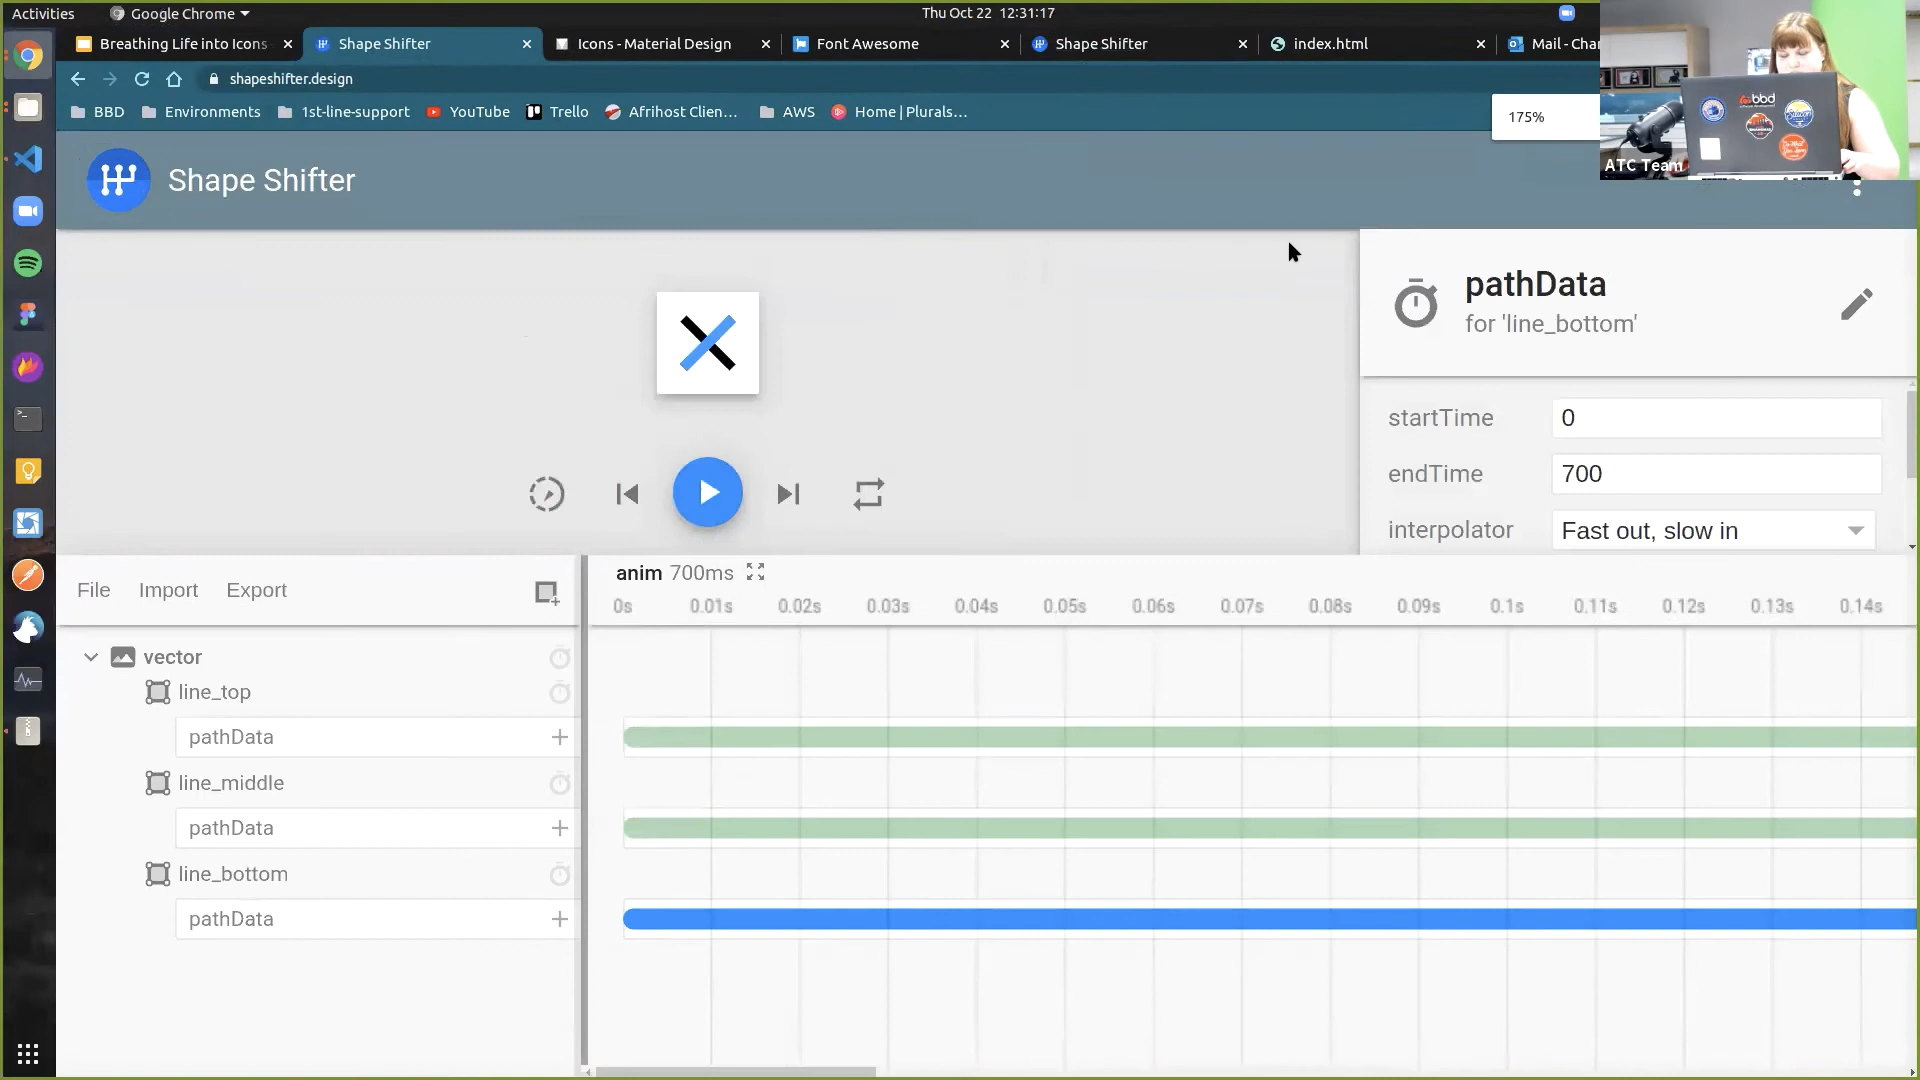 Activities
Google Chrome
Thu Oct 22 12:31:17
Breathing Life into Icons
Shape Shifter
Icons - Material Design
Font Awesome
Shape Shifter
index.html
Mail - Char
shapeshifter.design
BBD
Environments
1st-line-support
YouTube
Trello
Afrihost Clien...
AWS
Home | Plurals...
175%
bbd
ATC Team
Shape Shifter
pathData
for 'line_bottom'
startTime
0
endTime
700
interpolator
Fast out, slow in
File
Import
Export
anim 700ms
0s 0.01s 0.02s 0.03s 0.04s 0.05s 0.06s 0.07s 0.08s 0.09s 0.1s 0.11s 0.12s 0.13s 0.14s
vector
line_top
pathData
line_middle
pathData
line_bottom
pathData